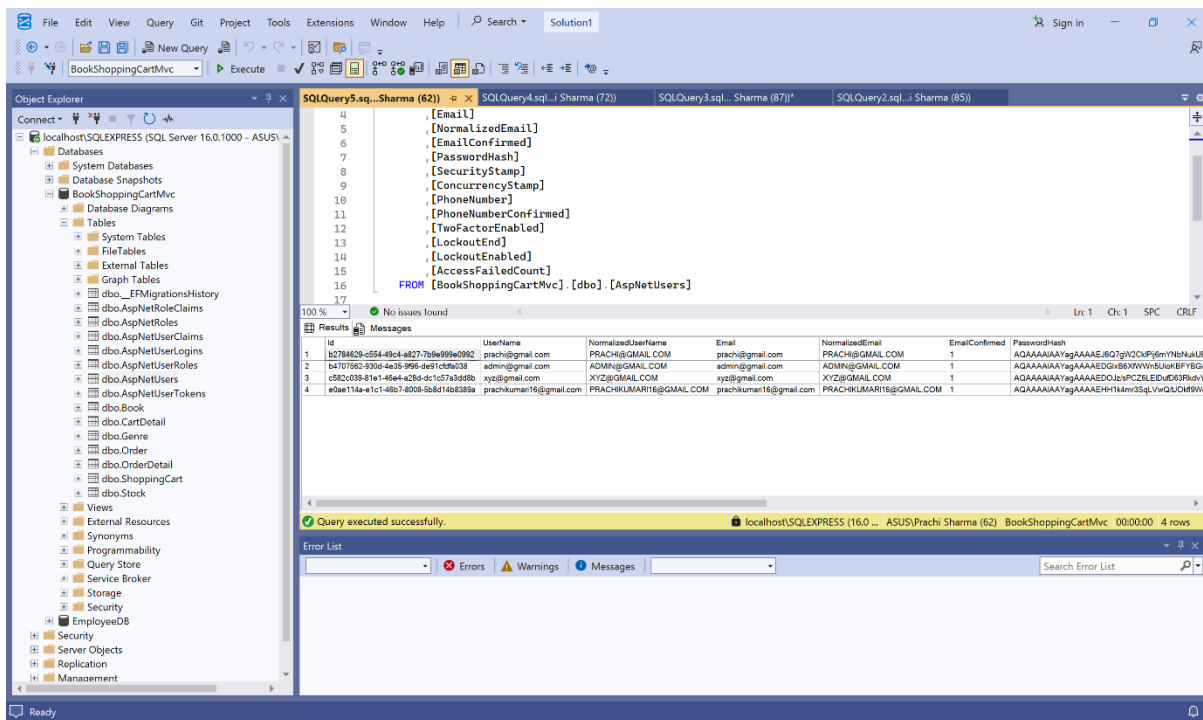 File Edit View Query Git Project Tools Extensions Window Help Search Solution1 Sign in
New Query
BookShoppingCartMvc Execute
Object Explorer
Connect
localhost\SQLEXPRESS (SQL Server 16.0.1000 - ASUS\
Databases
System Databases
Database Snapshots
BookShoppingCartMvc
Database Diagrams
Tables
System Tables
FileTables
External Tables
Graph Tables
dbo.__EFMigrationsHistory
dbo.AspNetRoleClaims
dbo.AspNetRoles
dbo.AspNetUserClaims
dbo.AspNetUserLogins
dbo.AspNetUserRoles
dbo.AspNetUsers
dbo.AspNetUserTokens
dbo.Book
dbo.CartDetail
dbo.Genre
dbo.Order
dbo.OrderDetail
dbo.ShoppingCart
dbo.Stock
Views
External Resources
Synonyms
Programmability
Query Store
Service Broker
Storage
Security
EmployeeDB
Security
Server Objects
Replication
Management
SQLQuery5.sq...Sharma (62)) SQLQuery4.sql...i Sharma (72)) SQLQuery3.sql... Sharma (87))* SQLQuery2.sql...i Sharma (85))
4 ,[Email]
5 ,[NormalizedEmail]
6 ,[EmailConfirmed]
7 ,[PasswordHash]
8 ,[SecurityStamp]
9 ,[ConcurrencyStamp]
10 ,[PhoneNumber]
11 ,[PhoneNumberConfirmed]
12 ,[TwoFactorEnabled]
13 ,[LockoutEnd]
14 ,[LockoutEnabled]
15 ,[AccessFailedCount]
16 FROM [BookShoppingCartMvc].[dbo].[AspNetUsers]
17
100 % No issues found Ln: 1 Ch: 1 SPC CRLF
Results Messages
Id UserName NormalizedUserName Email NormalizedEmail EmailConfirmed PasswordHash
1 b2784629-c554-49c4-a827-7b9e999e0992 prachi@gmail.com PRACHI@GMAIL.COM prachi@gmail.com PRACHI@GMAIL.COM 1
2 b4707562-930d-4e35-9f96-de91cfdfa038 admin@gmail.com ADMIN@GMAIL.COM admin@gmail.com ADMIN@GMAIL.COM 1
3 c582c039-81e1-46e4-a28d-dc1c57a3dd8b xyz@gmail.com XYZ@GMAIL.COM xyz@gmail.com XYZ@GMAIL.COM 1
4 e0ae114a-e1c1-46b7-8008-5b8d14b8389a prachikumari16@gmail.com PRACHIKUMARI16@GMAIL.COM prachikumari16@gmail.com PRACHIKUMARI16@GMAIL.COM 1
Query executed successfully. localhost\SQLEXPRESS (16.0 ... ASUS\Prachi Sharma (62) BookShoppingCartMvc 00:00:00 4 rows
Error List
Errors Warnings Messages Search Error List
Ready